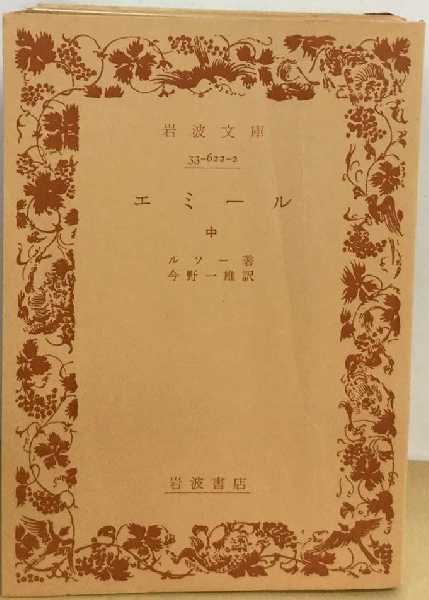 岩波文庫
33-622-2
エミール
中
ルソー著
今野一雄訳
岩波書店